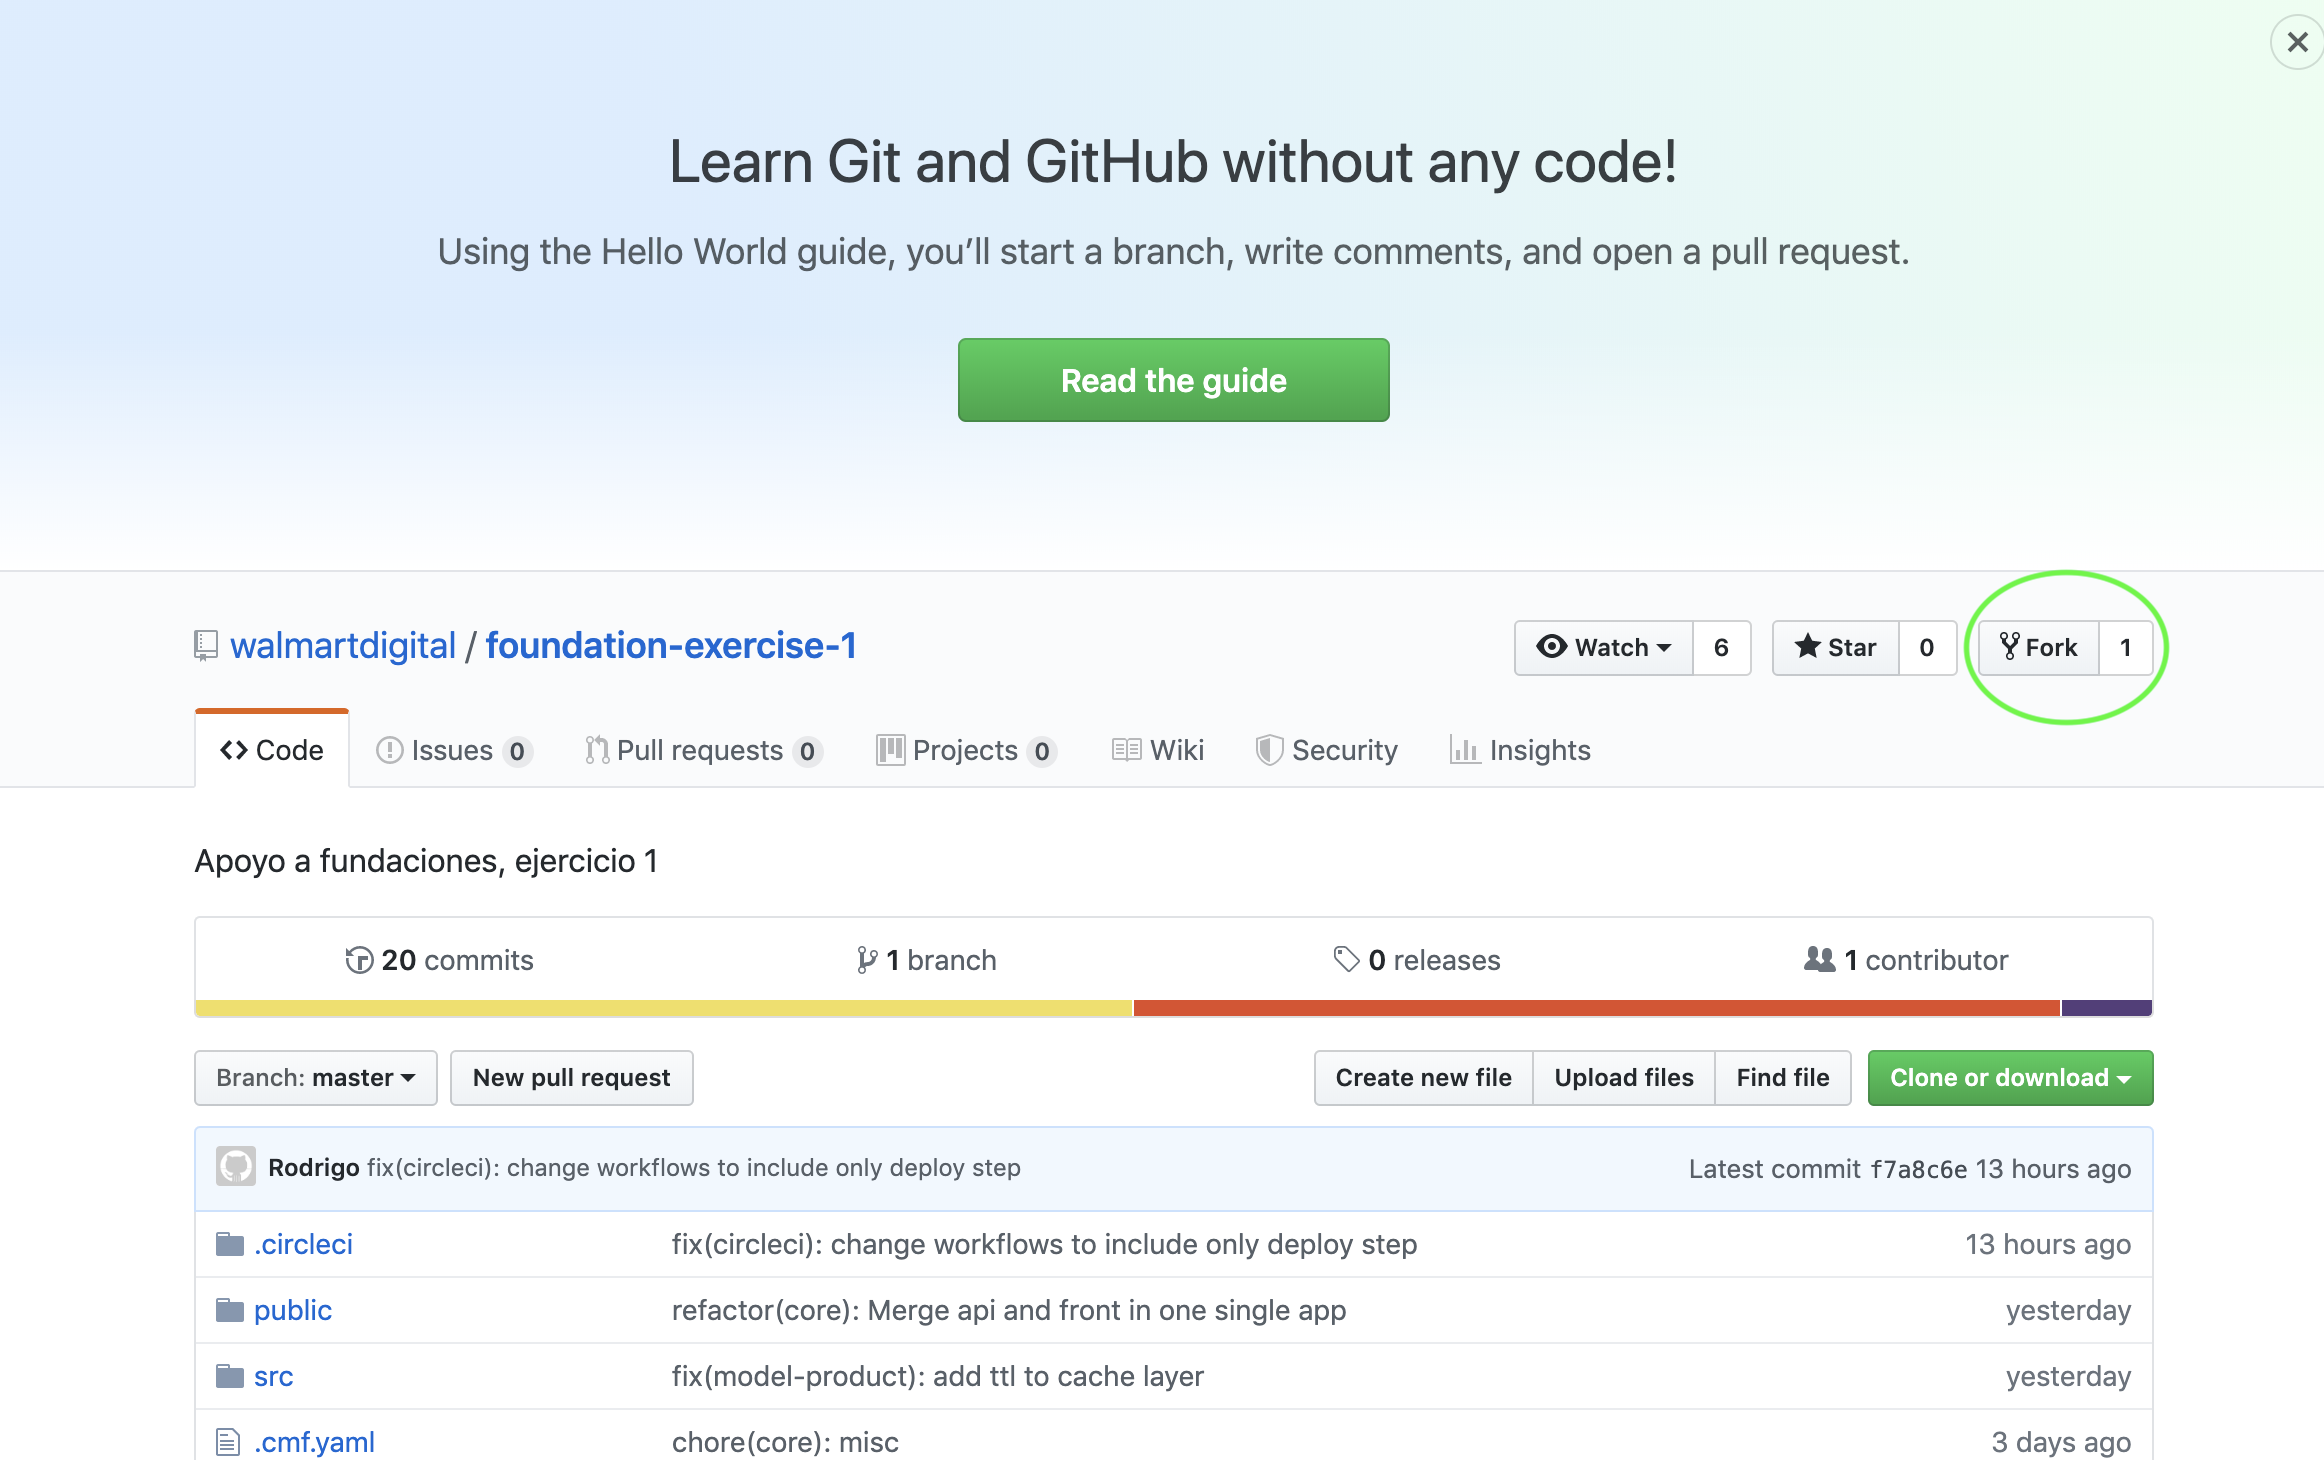 Learn Git and GitHub without any code!
Using the Hello World guide, you’ll start a branch, write comments, and open a pull request.
Read the guide
walmartdigital / foundation-exercise-1
Watch 6 Star 0 Fork 1
Code Issues 0 Pull requests 0 Projects 0 Wiki Security Insights
Apoyo a fundaciones, ejercicio 1
20 commits 1 branch 0 releases 1 contributor
Branch: master New pull request Create new file Upload files Find file Clone or download
Rodrigo fix(circleci): change workflows to include only deploy step Latest commit f7a8c6e 13 hours ago
.circleci fix(circleci): change workflows to include only deploy step 13 hours ago
public refactor(core): Merge api and front in one single app yesterday
src fix(model-product): add ttl to cache layer yesterday
.cmf.yaml chore(core): misc 3 days ago